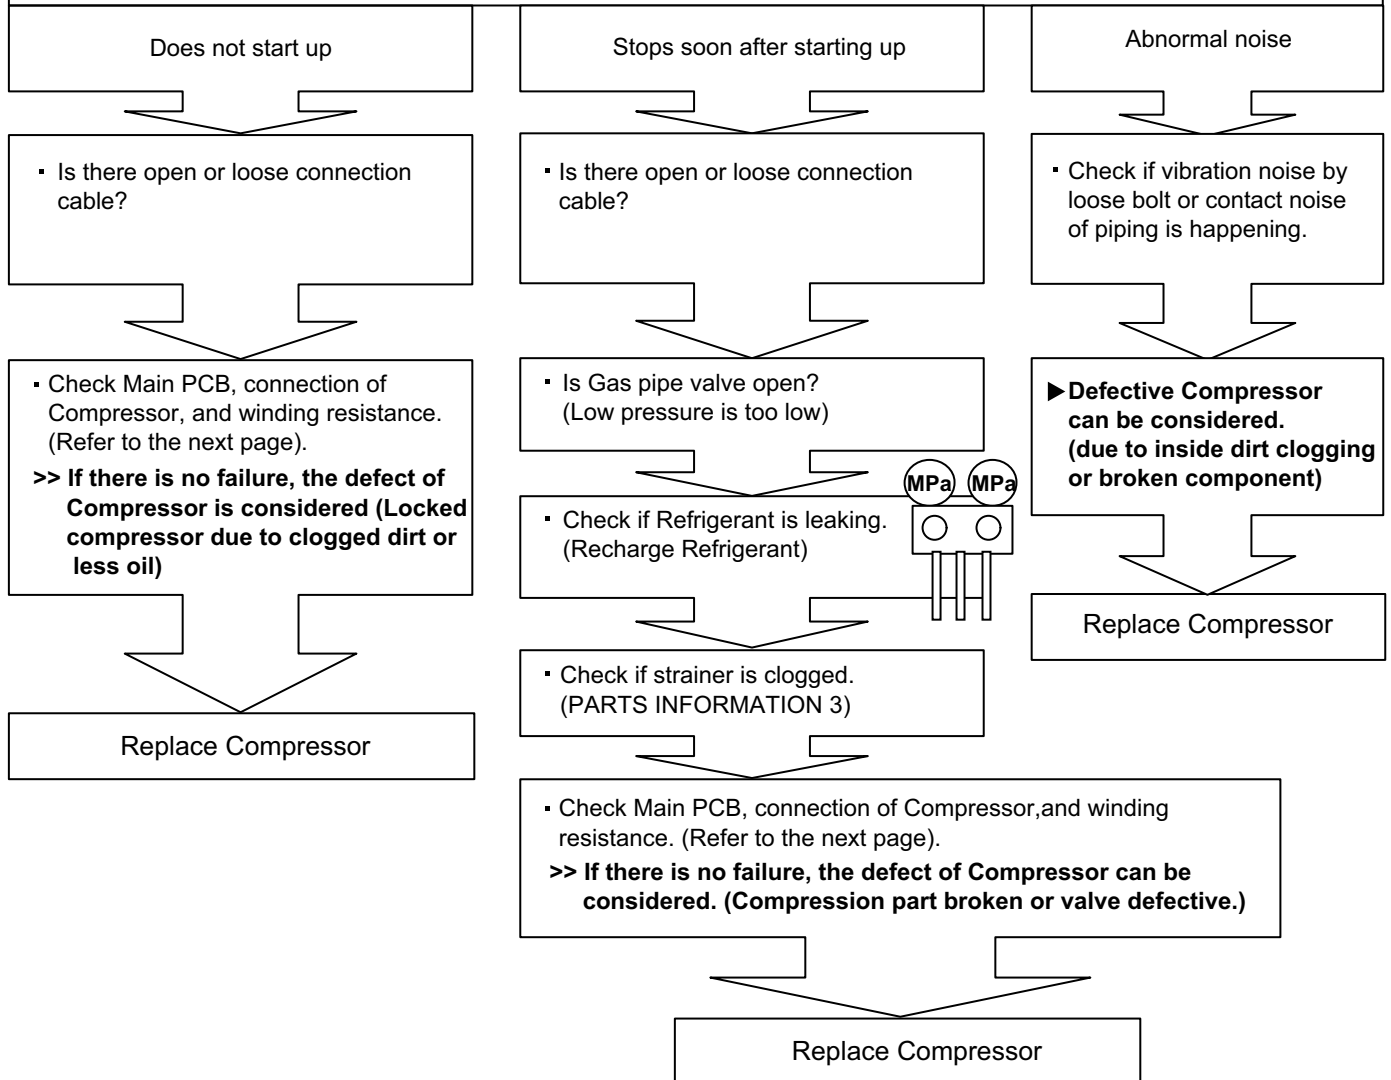 Does not start up
▪ Is there open or loose connection
cable?
▪ Check Main PCB, connection of
Compressor, and winding resistance.
(Refer to the next page).
>> If there is no failure, the defect of
Compressor is considered (Locked
compressor due to clogged dirt or
less oil)
Replace Compressor
Stops soon after starting up
▪ Is there open or loose connection
cable?
▪ Is Gas pipe valve open?
(Low pressure is too low)
MPa MPa
▪ Check if Refrigerant is leaking.
(Recharge Refrigerant)
▪ Check if strainer is clogged.
(PARTS INFORMATION 3)
▪ Check Main PCB, connection of Compressor,and winding
resistance. (Refer to the next page).
>> If there is no failure, the defect of Compressor can be
considered. (Compression part broken or valve defective.)
Replace Compressor
Abnormal noise
▪ Check if vibration noise by
loose bolt or contact noise
of piping is happening.
▶Defective Compressor
can be considered.
(due to inside dirt clogging
or broken component)
Replace Compressor